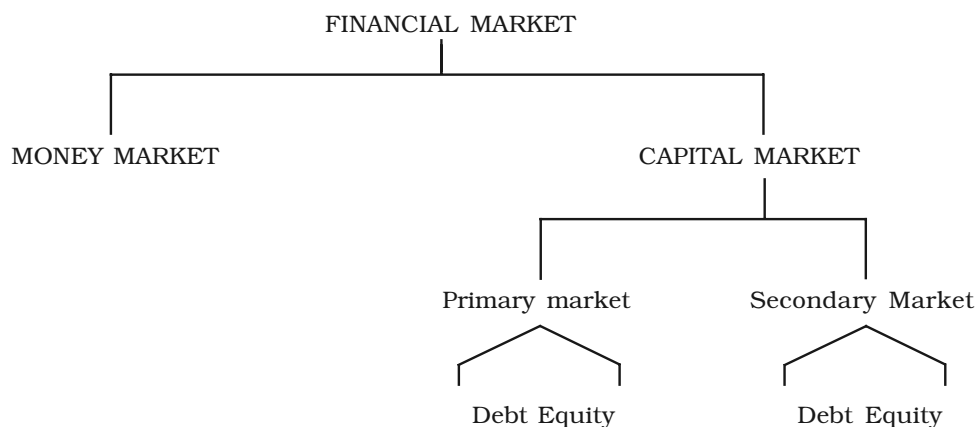 FINANCIAL MARKET
MONEY MARKET CAPITAL MARKET
Primary market Secondary Market
Debt Equity Debt Equity